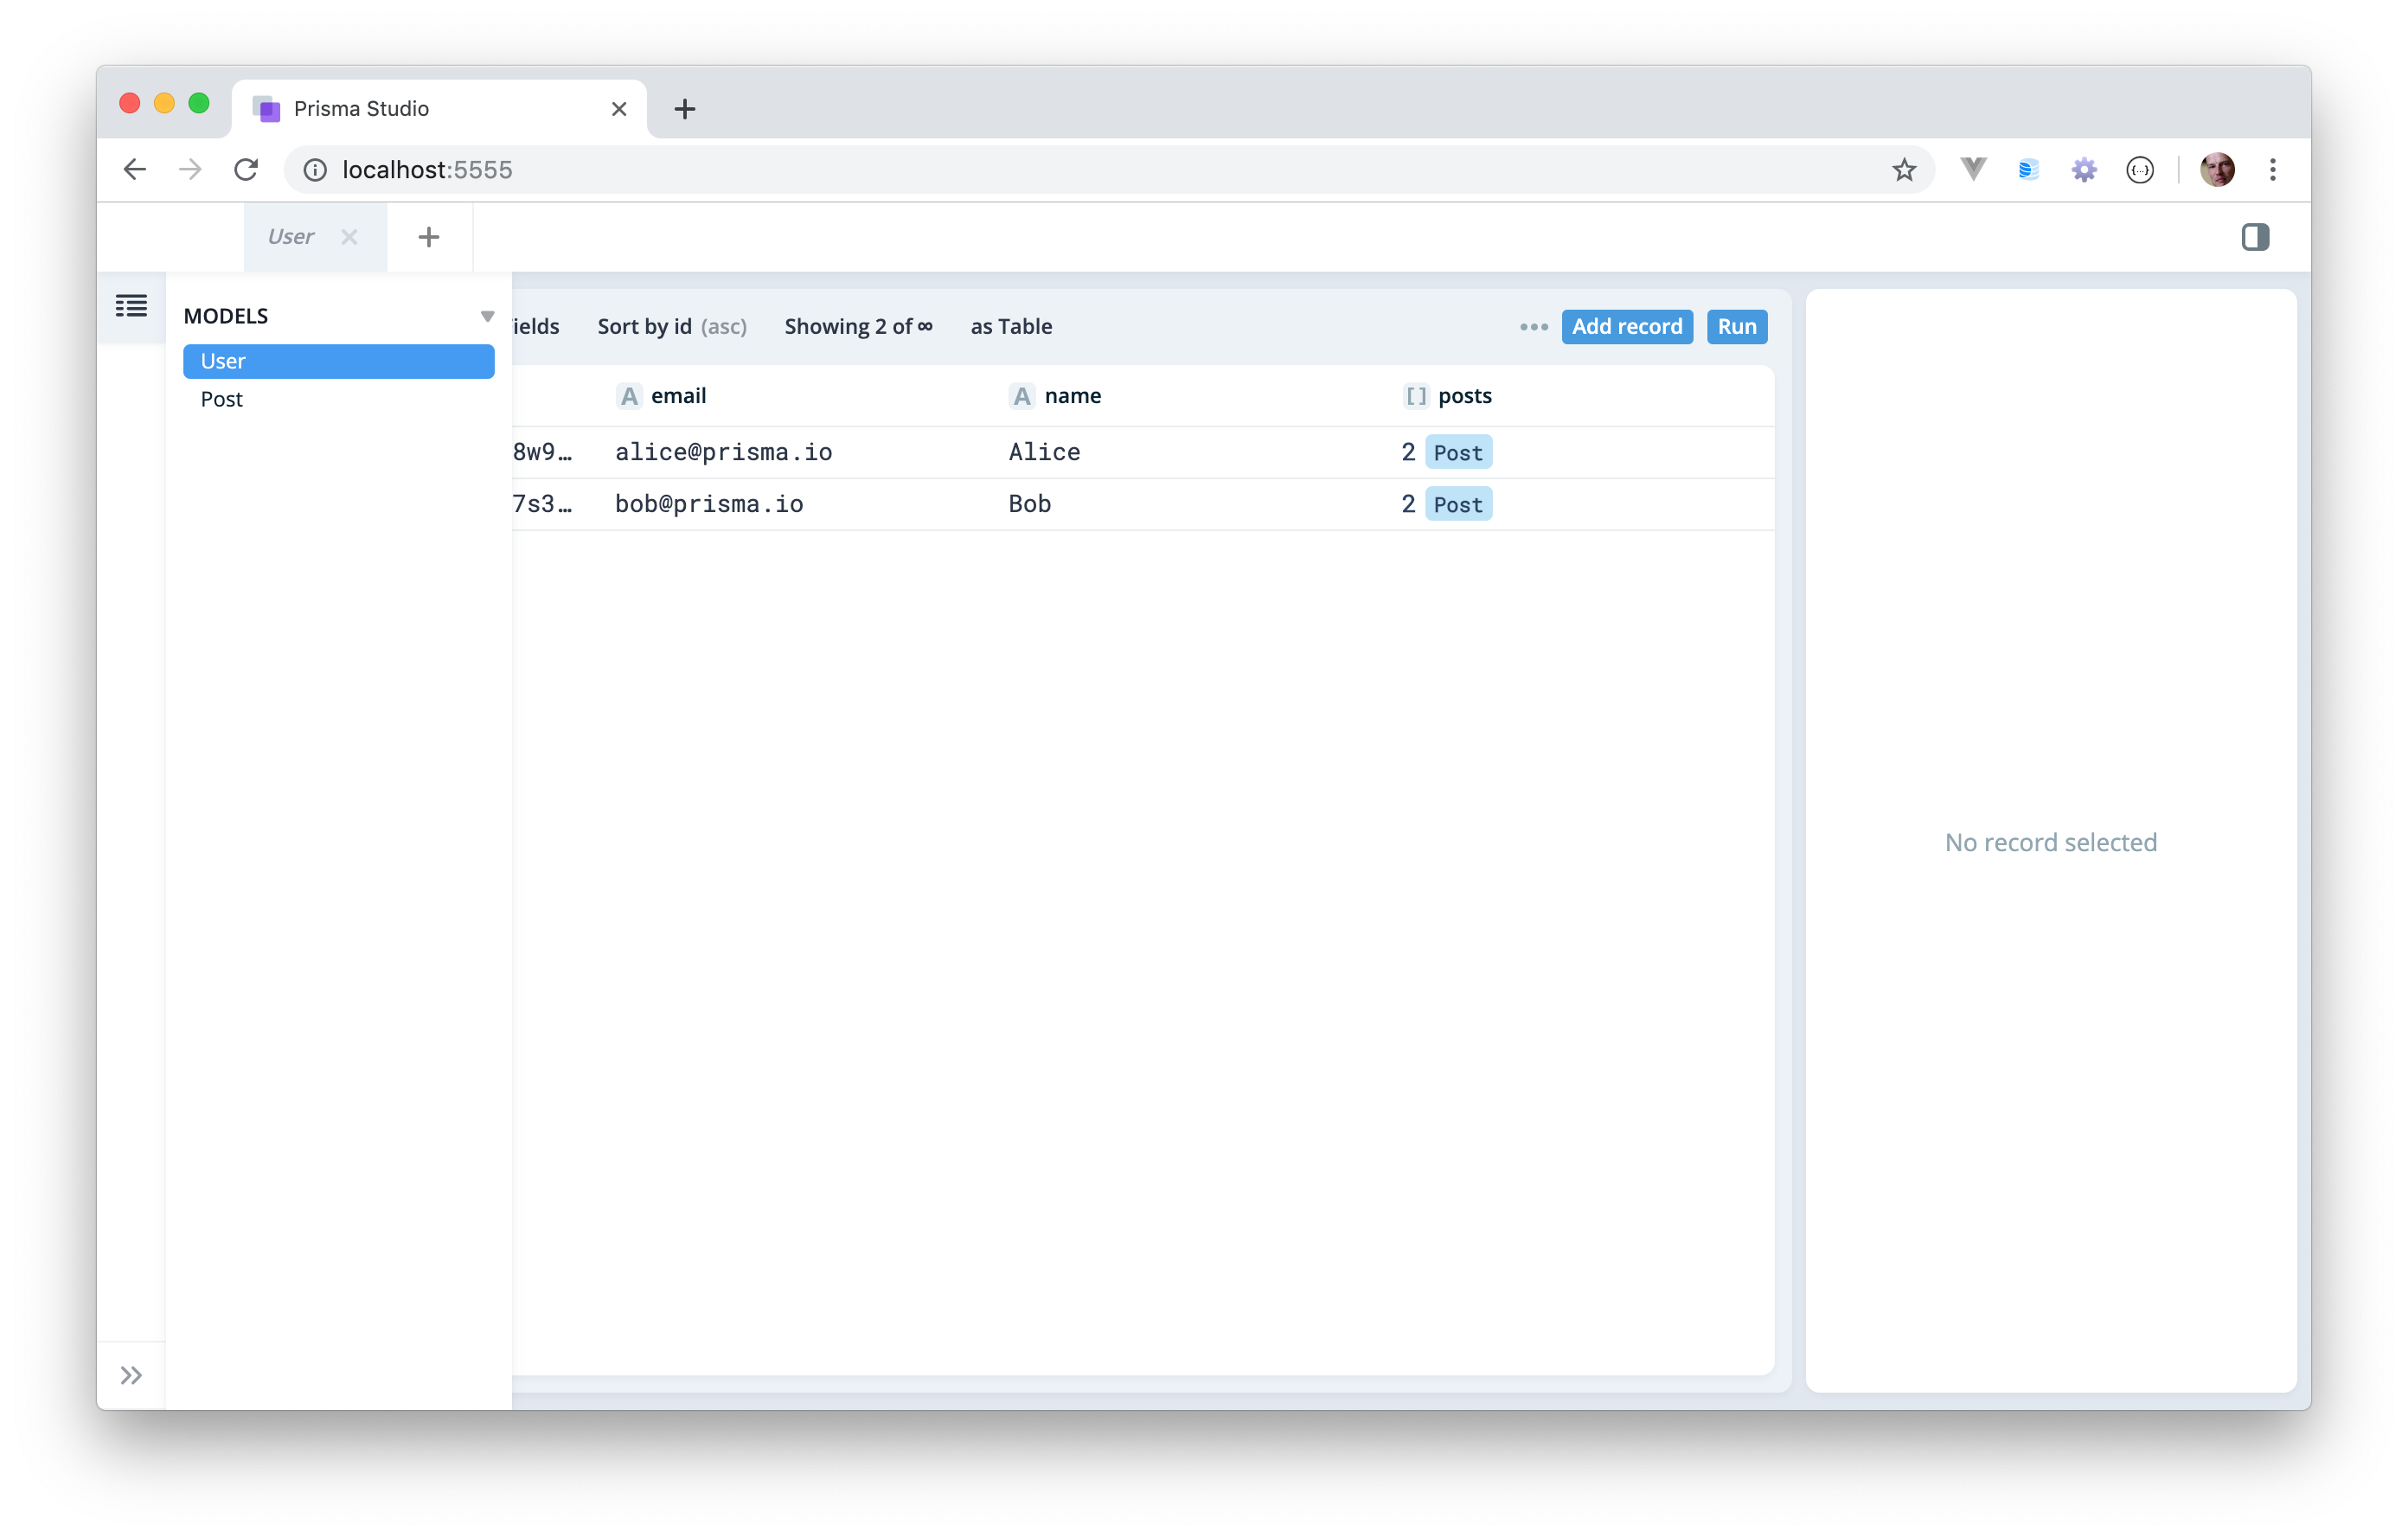 Prisma Studio
localhost:5555
User
MODELS
User
Post
ields Sort by id (asc) Showing 2 of ∞ as Table ••• Add record Run
A email A name [ ] posts
8w9… alice@prisma.io Alice 2 Post
7s3… bob@prisma.io Bob 2 Post
No record selected